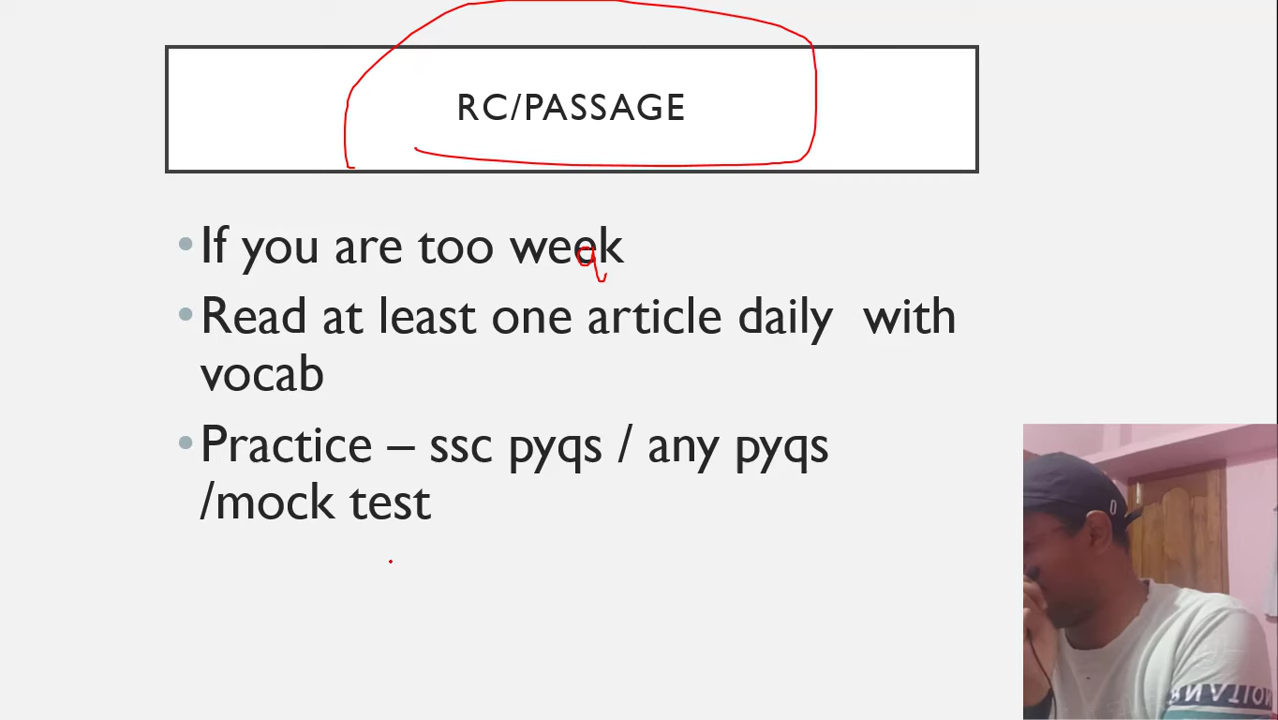 RC/PASSAGE
If you are too week
a
Read at least one article daily with
vocab
Practice – ssc pyqs / any pyqs
/mock test